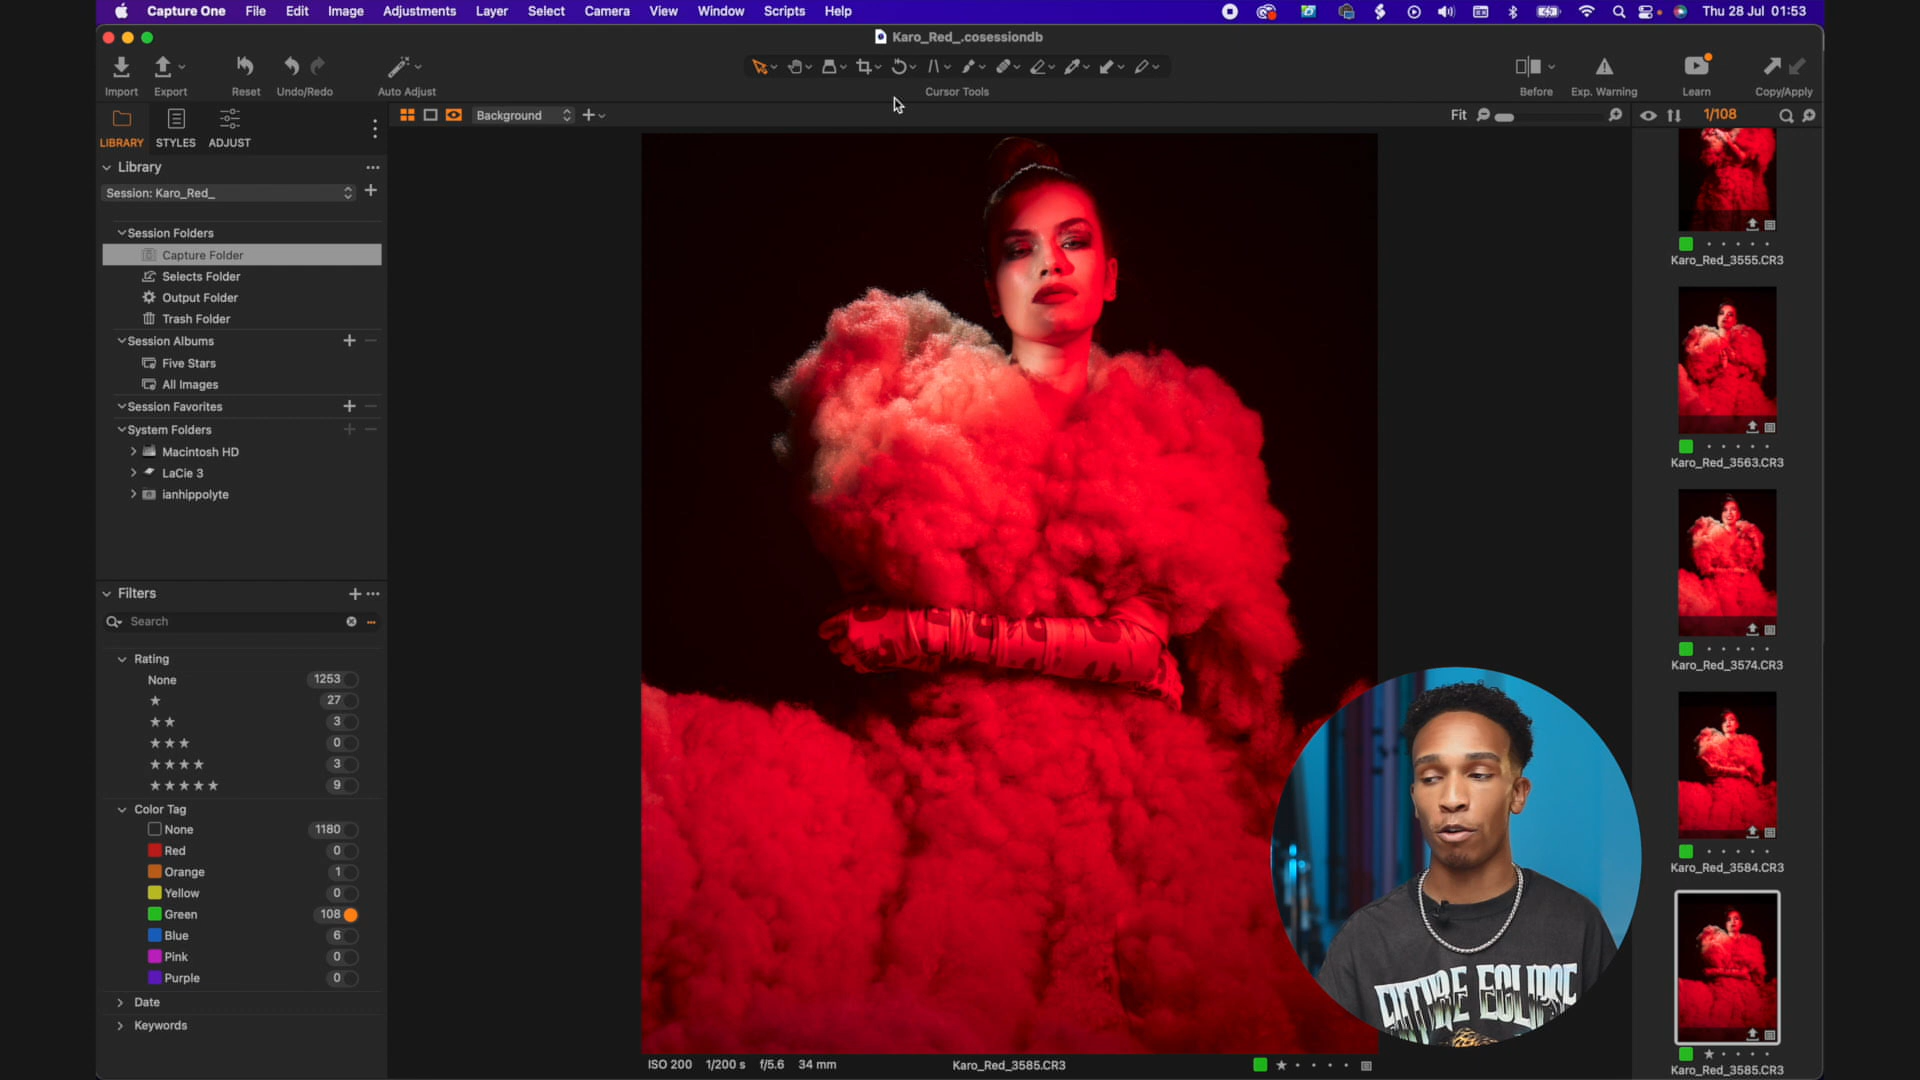 Capture One File Edit Image Adjustments Layer Select Camera View Window Scripts Help Thu 28 Jul 01:53
Karo_Red_.cosessiondb
Import Export Reset Undo/Redo Auto Adjust Cursor Tools Before Exp. Warning Learn Copy/Apply
LIBRARY STYLES ADJUST
Background
Fit
1/108
Library
Session: Karo_Red_
Session Folders
Capture Folder
Selects Folder
Output Folder
Trash Folder
Session Albums
Five Stars
All Images
Session Favorites
System Folders
Macintosh HD
LaCie 3
ianhippolyte
Filters
Search
Rating
None 1253
27
3
0
3
9
Color Tag
None 1180
Red 0
Orange 1
Yellow 0
Green 108
Blue 6
Pink 0
Purple 0
Date
Keywords
ISO 200 1/200 s f/5.6 34 mm Karo_Red_3585.CR3
FUTURE ECLIPSE
Karo_Red_3555.CR3
Karo_Red_3563.CR3
Karo_Red_3574.CR3
Karo_Red_3584.CR3
Karo_Red_3585.CR3